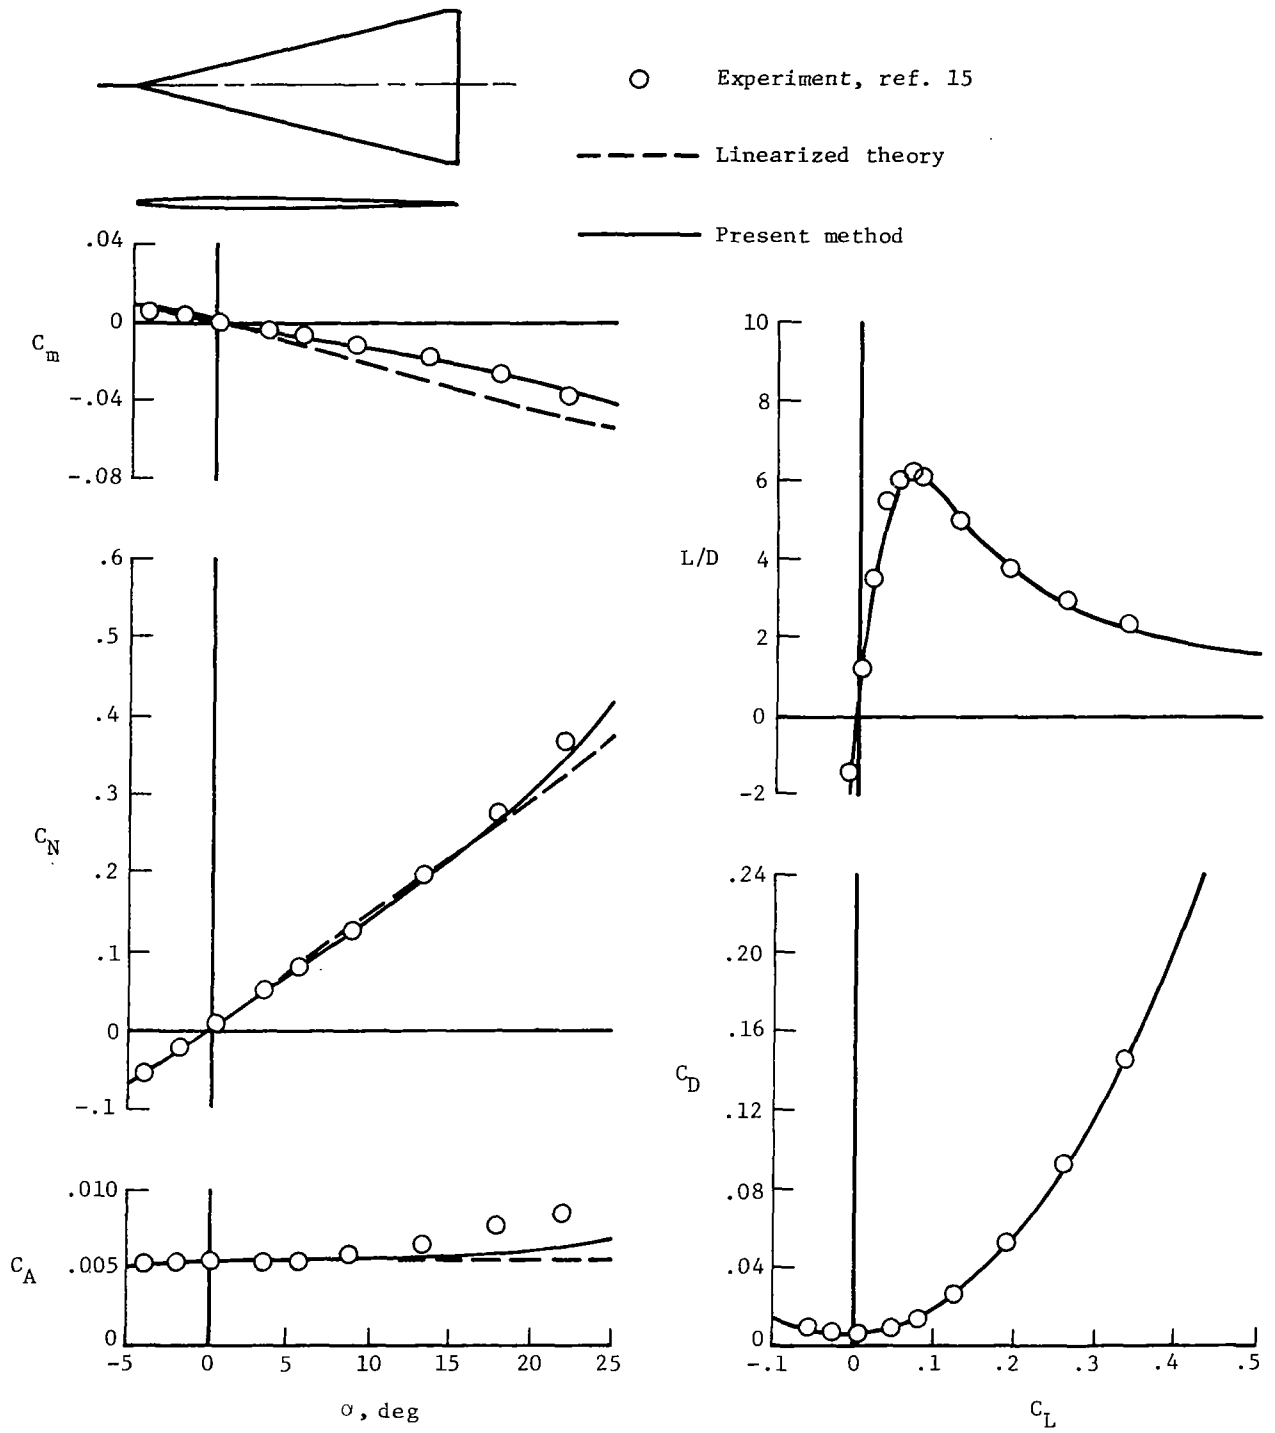 Experiment, ref. 15
Linearized theory
Present method
.04
0
-.04
-.08
C_m
.6
.5
.4
.3
.2
.1
0
-.1
C_N
.010
.005
0
C_A
-5 0 5 10 15 20 25
α, deg
10
8
6
4
2
0
-2
L/D
.24
.20
.16
.12
.08
.04
0
C_D
-.1 0 .1 .2 .3 .4 .5
C_L